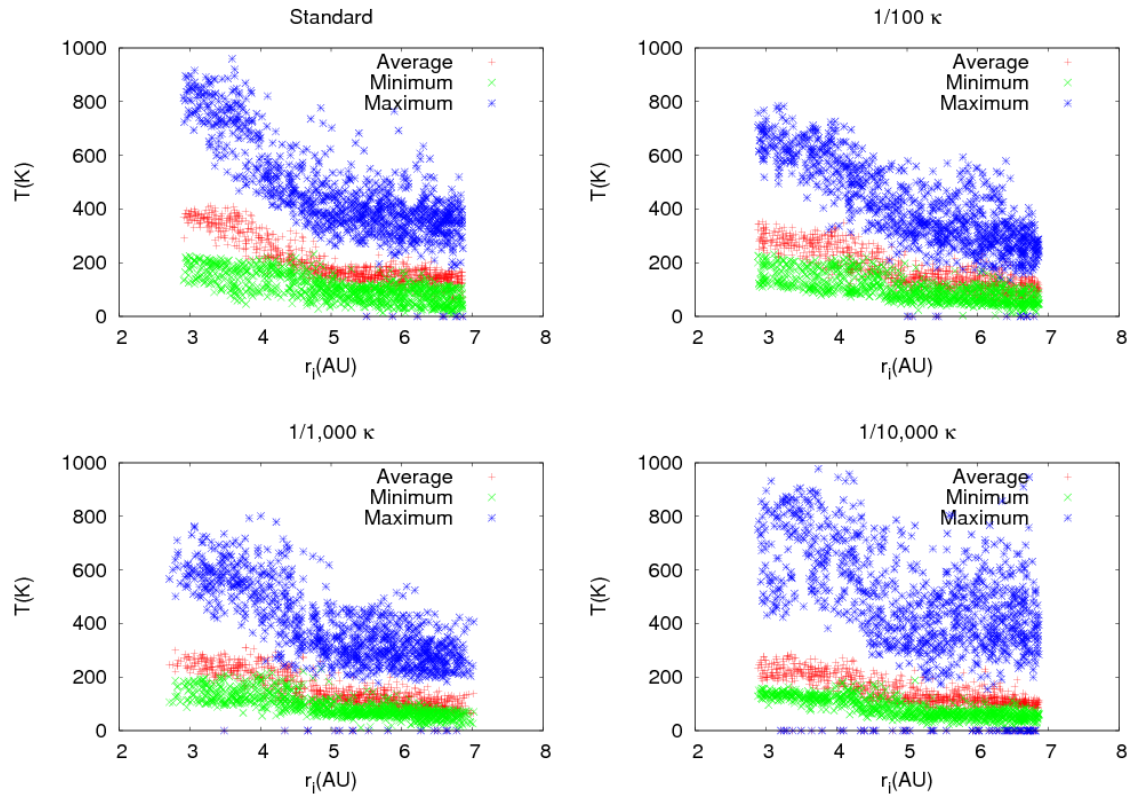 Standard
1000
800
600
400
200
0
T(K)
Average
Minimum
Maximum
2 3 4 5 6 7 8
r_i(AU)
1/100 κ
1000
800
600
400
200
0
T(K)
Average
Minimum
Maximum
2 3 4 5 6 7 8
r_i(AU)
1/1,000 κ
1000
800
600
400
200
0
T(K)
Average
Minimum
Maximum
2 3 4 5 6 7 8
r_i(AU)
1/10,000 κ
1000
800
600
400
200
0
T(K)
Average
Minimum
Maximum
2 3 4 5 6 7 8
r_i(AU)